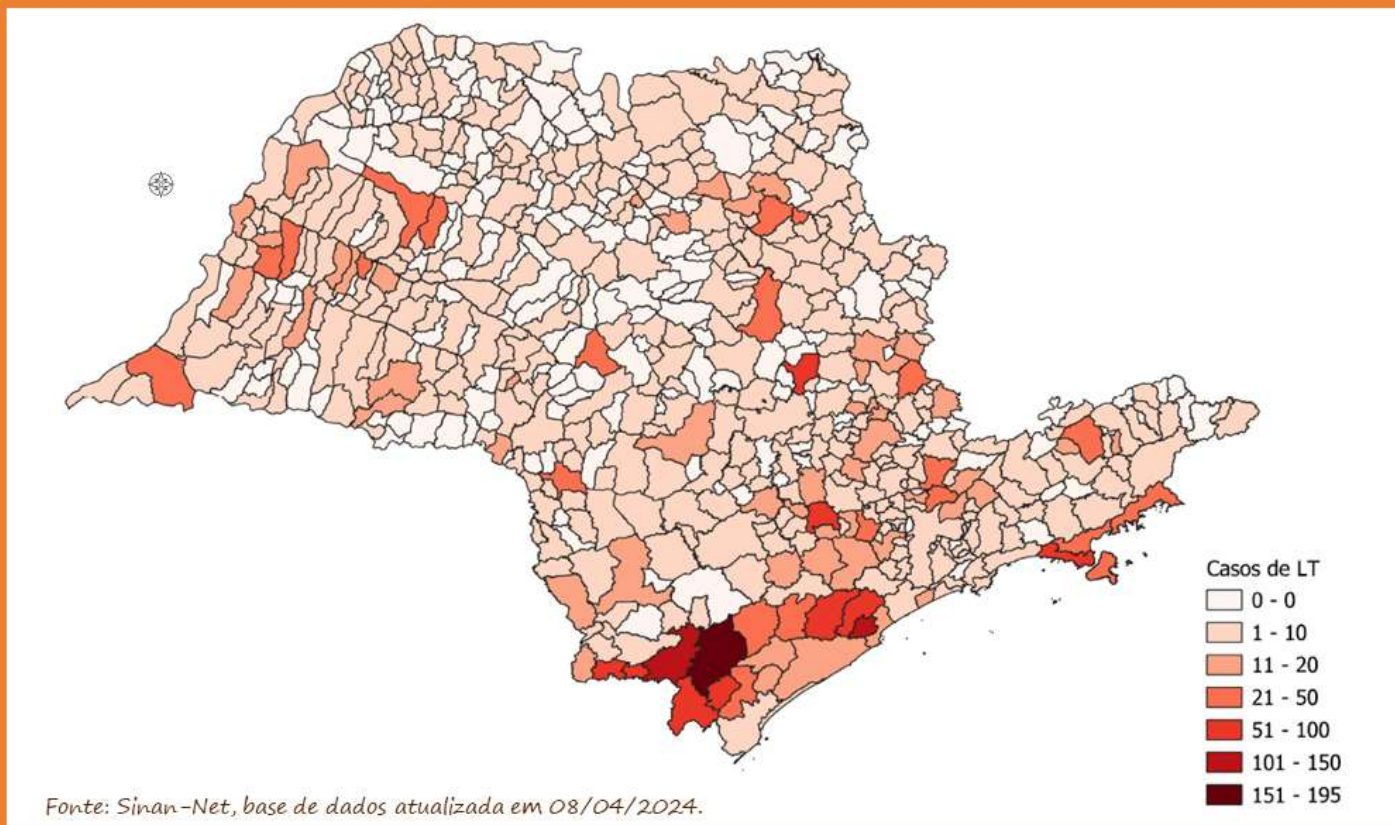 Casos de LT
0 - 0
1 - 10
11 - 20
21 - 50
51 - 100
101 - 150
151 - 195
Fonte: Sinan-Net, base de dados atualizada em 08/04/2024.